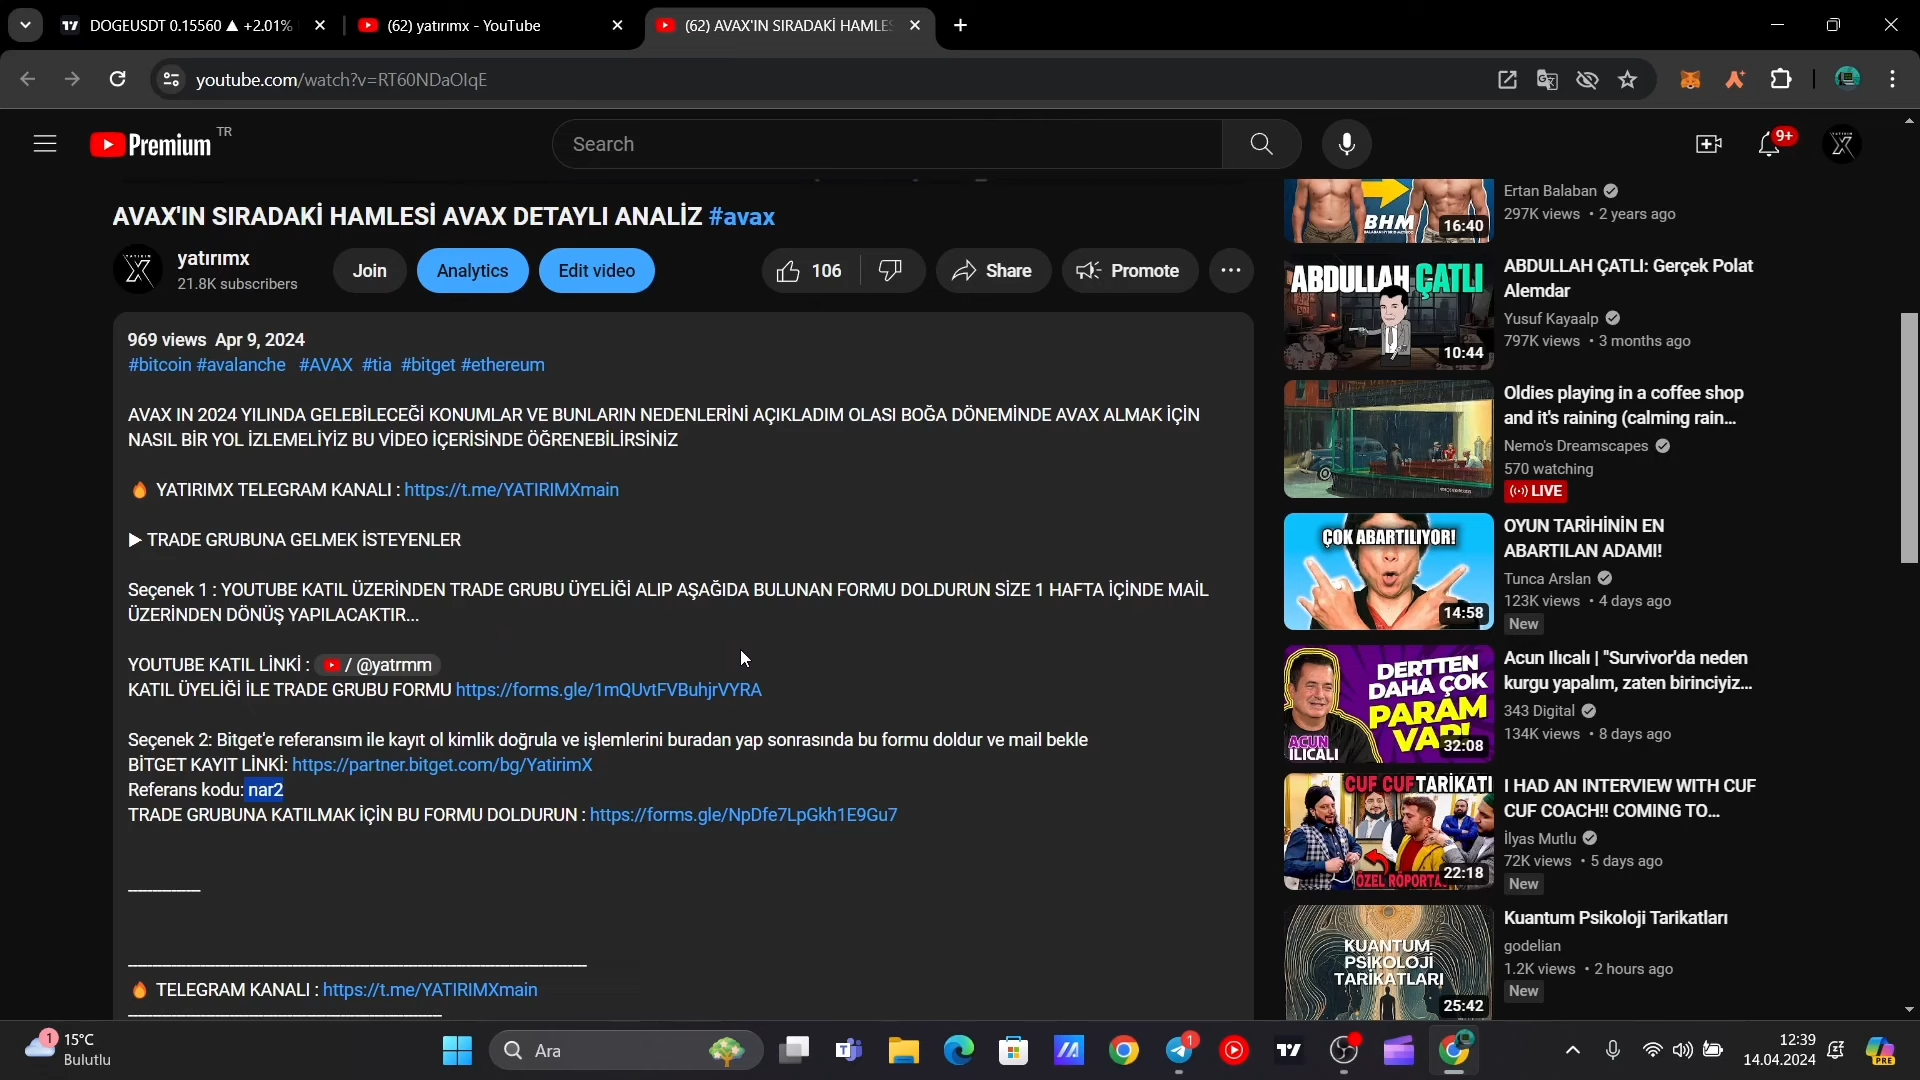 DOGEUSDT 0.15560 ▲ +2.01%
(62) yatırımx - YouTube
(62) AVAX'IN SIRADAKİ HAMLES
youtube.com/watch?v=RT60NDaOlqE
Premium TR
Search
9+
AVAX'IN SIRADAKİ HAMLESİ AVAX DETAYLI ANALİZ #avax
yatırımx
21.8K subscribers
Join
Analytics
Edit video
106
Share
Promote
969 views Apr 9, 2024
#bitcoin #avalanche #AVAX #tia #bitget #ethereum
AVAX IN 2024 YILINDA GELEBİLECEĞİ KONUMLAR VE BUNLARIN NEDENLERİNİ AÇIKLADIM OLASI BOĞA DÖNEMİNDE AVAX ALMAK İÇİN
NASIL BİR YOL İZLEMELİYİZ BU VİDEO İÇERİSİNDE ÖĞRENEBİLİRSİNİZ
🔥 YATIRIMX TELEGRAM KANALI : https://t.me/YATIRIMXmain
▶ TRADE GRUBUNA GELMEK İSTEYENLER
Seçenek 1 : YOUTUBE KATIL ÜZERİNDEN TRADE GRUBU ÜYELİĞİ ALIP AŞAĞIDA BULUNAN FORMU DOLDURUN SİZE 1 HAFTA İÇİNDE MAİL
ÜZERİNDEN DÖNÜŞ YAPILACAKTIR...
YOUTUBE KATIL LİNKİ : / @yatrmm
KATIL ÜYELİĞİ İLE TRADE GRUBU FORMU https://forms.gle/1mQUvtFVBuhjrVYRA
Seçenek 2: Bitget'e referansım ile kayıt ol kimlik doğrula ve işlemlerini buradan yap sonrasında bu formu doldur ve mail bekle
BİTGET KAYIT LİNKİ: https://partner.bitget.com/bg/YatirimX
Referans kodu: nar2
TRADE GRUBUNA KATILMAK İÇİN BU FORMU DOLDURUN : https://forms.gle/NpDfe7LpGkh1E9Gu7
🔥 TELEGRAM KANALI : https://t.me/YATIRIMXmain
BHM
16:40
Ertan Balaban
297K views • 2 years ago
ABDULLAH ÇATLI
10:44
ABDULLAH ÇATLI: Gerçek Polat
Alemdar
Yusuf Kayaalp
797K views • 3 months ago
Oldies playing in a coffee shop
and it's raining (calming rain...
Nemo's Dreamscapes
570 watching
LIVE
ÇOK ABARTILIYOR!
14:58
OYUN TARİHİNİN EN
ABARTILAN ADAMI!
Tunca Arslan
123K views • 4 days ago
New
DERTTEN
DAHA ÇOK
PARAM
VAR!
ACUN
ILICALI
32:08
Acun Ilıcalı | "Survivor'da neden
kurgu yapalım, zaten birinciyiz...
343 Digital
134K views • 8 days ago
CUF CUF TARİKATI
ÖZEL RÖPORTAJ
22:18
I HAD AN INTERVIEW WITH CUF
CUF COACH!! COMING TO...
İlyas Mutlu
72K views • 5 days ago
New
KUANTUM
PSİKOLOJİ
TARİKATLARI
25:42
Kuantum Psikoloji Tarikatları
godelian
1.2K views • 2 hours ago
New
1
15°C
Bulutlu
Ara
1
12:39
14.04.2024
PRE